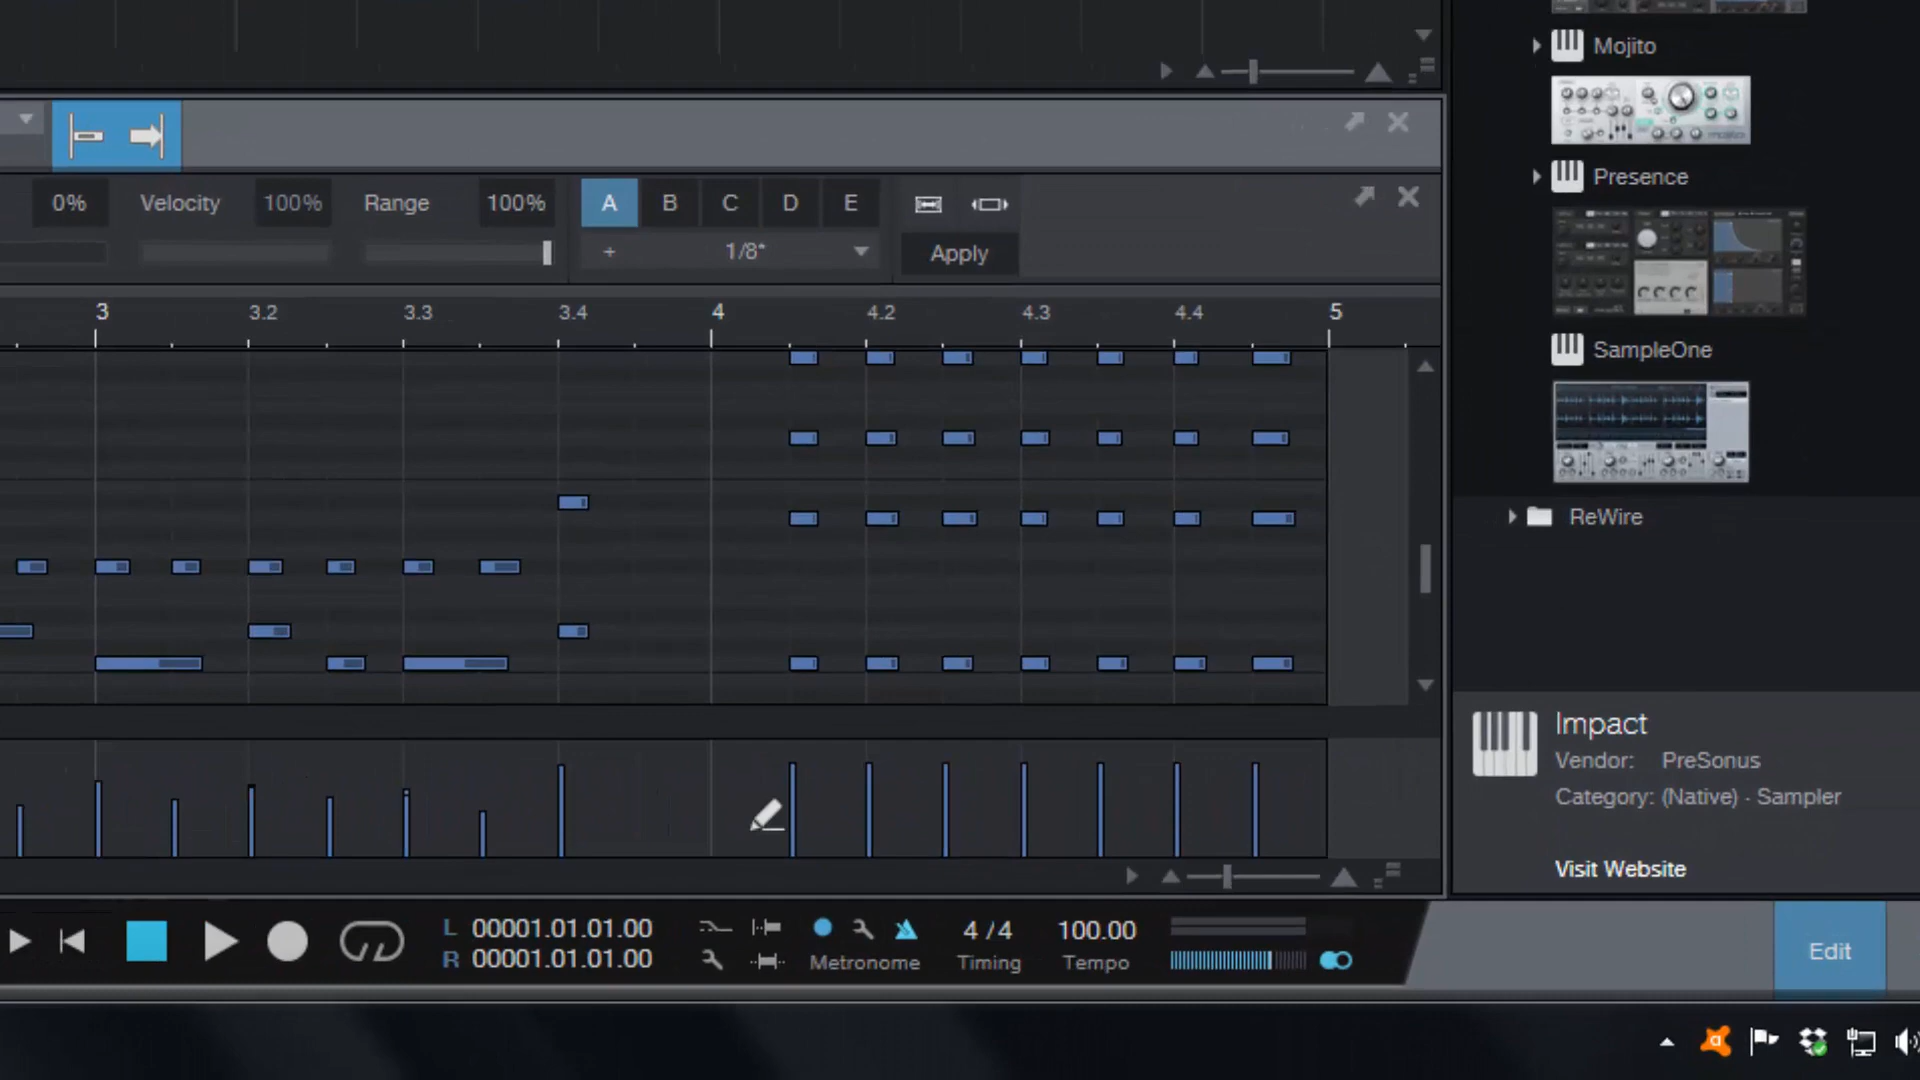 Mojito
Presence
SampleOne
ReWire
0% Velocity 100% Range 100% A B C D E
+ 1/8* Apply
3 3.2 3.3 3.4 4 4.2 4.3 4.4 5
Impact
Vendor: PreSonus
Category: (Native) - Sampler
Visit Website
L 00001.01.01.00
R 00001.01.01.00
Metronome
4 / 4
Timing
100.00
Tempo
Edit